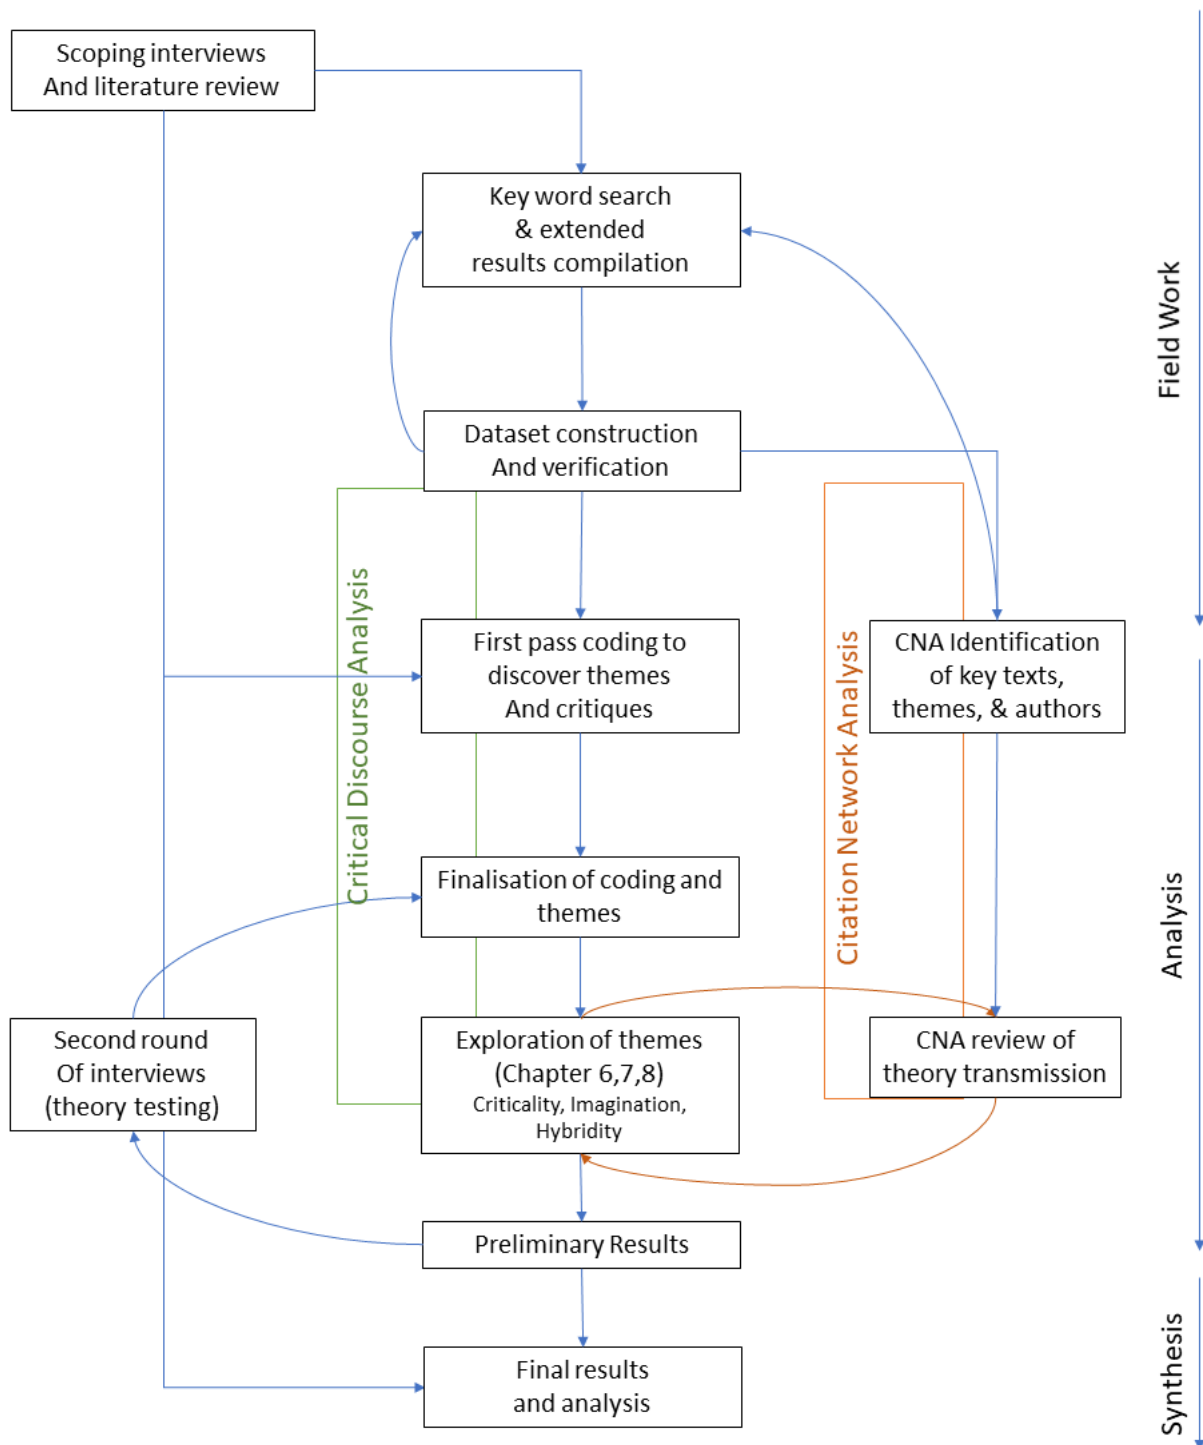 Scoping interviews
And literature review
Key word search
& extended
results compilation
Field Work
Dataset construction
And verification
Critical Discourse Analysis
First pass coding to
discover themes
And critiques
Citation Network Analysis
CNA Identification
of key texts,
themes, & authors
Finalisation of coding and
themes
Analysis
Second round
Of interviews
(theory testing)
Exploration of themes
(Chapter 6,7,8)
Criticality, Imagination,
Hybridity
CNA review of
theory transmission
Preliminary Results
Final results
and analysis
Synthesis